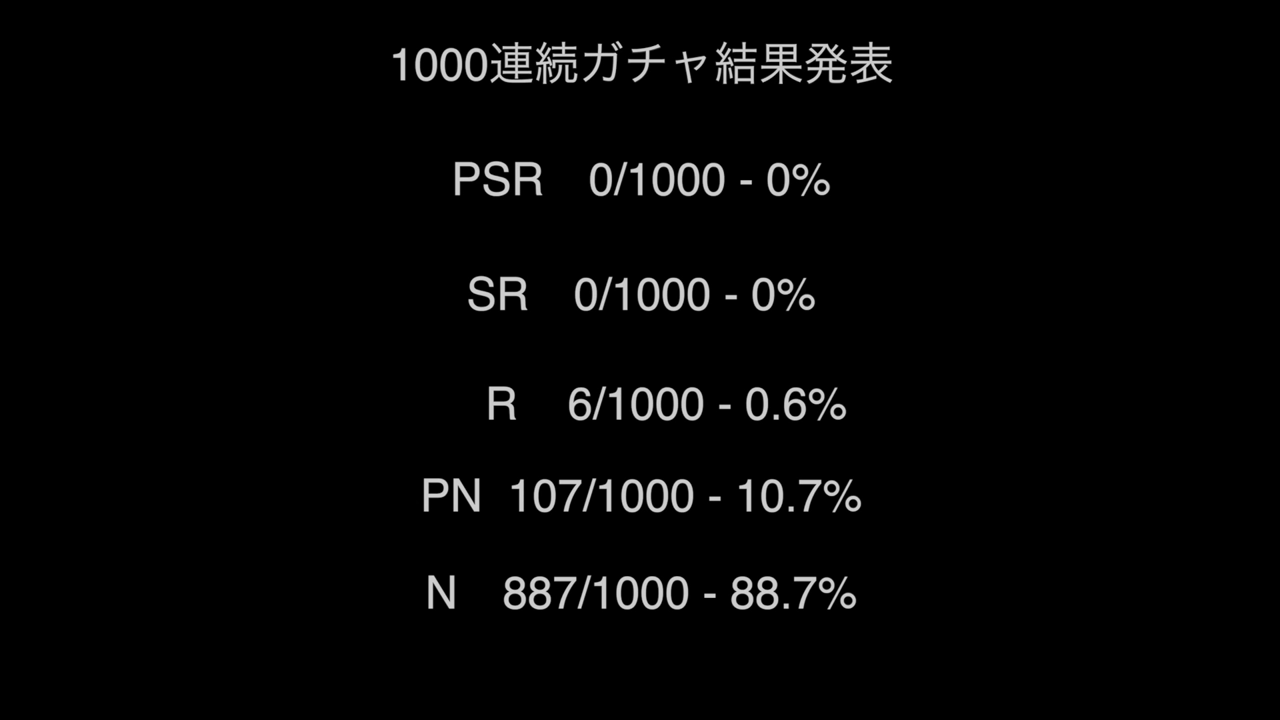 1000連続ガチャ結果発表
PSR 0/1000 - 0%
SR 0/1000 - 0%
R 6/1000 - 0.6%
PN 107/1000 - 10.7%
N 887/1000 - 88.7%